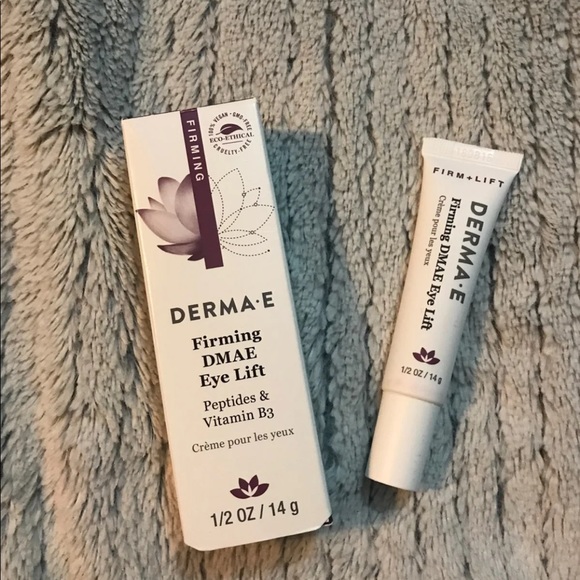 FIRMING
100% VEGAN • GMO-FREE
ECO-ETHICAL
CRUELTY-FREE
DERMA·E
Firming
DMAE
Eye Lift
Peptides &
Vitamin B3
Crème pour les yeux
1/2 OZ / 14 g
FIRM + LIFT
DERMA·E
Firming DMAE Eye Lift
Crème pour les yeux
1/2 OZ / 14 g